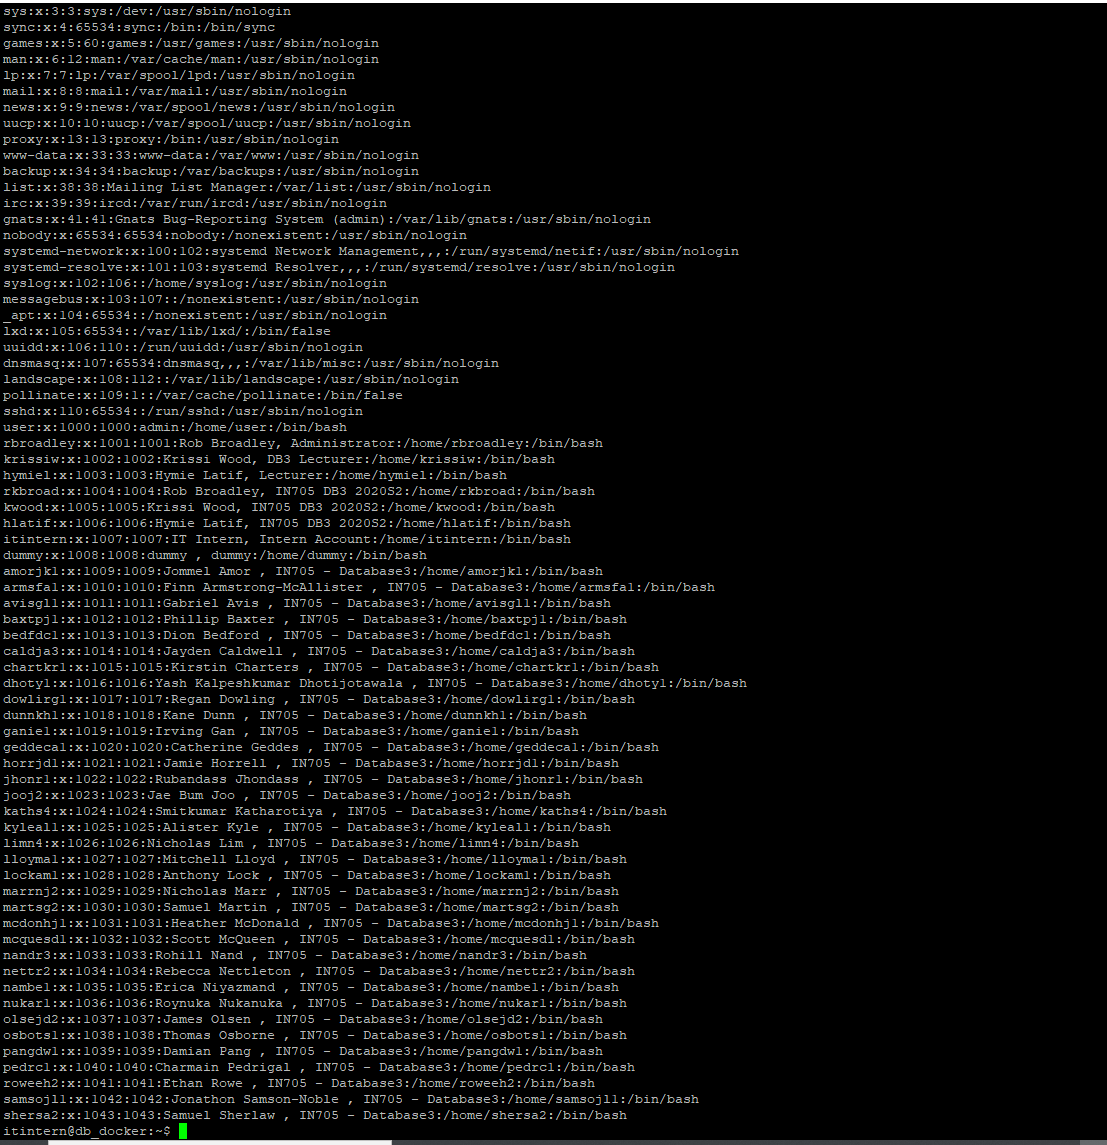 sys:x:3:3:sys:/dev:/usr/sbin/nologin
sync:x:4:65534:sync:/bin:/bin/sync
games:x:5:60:games:/usr/games:/usr/sbin/nologin
man:x:6:12:man:/var/cache/man:/usr/sbin/nologin
lp:x:7:7:lp:/var/spool/lpd:/usr/sbin/nologin
mail:x:8:8:mail:/var/mail:/usr/sbin/nologin
news:x:9:9:news:/var/spool/news:/usr/sbin/nologin
uucp:x:10:10:uucp:/var/spool/uucp:/usr/sbin/nologin
proxy:x:13:13:proxy:/bin:/usr/sbin/nologin
www-data:x:33:33:www-data:/var/www:/usr/sbin/nologin
backup:x:34:34:backup:/var/backups:/usr/sbin/nologin
list:x:38:38:Mailing List Manager:/var/list:/usr/sbin/nologin
irc:x:39:39:ircd:/var/run/ircd:/usr/sbin/nologin
gnats:x:41:41:Gnats Bug-Reporting System (admin):/var/lib/gnats:/usr/sbin/nologin
nobody:x:65534:65534:nobody:/nonexistent:/usr/sbin/nologin
systemd-network:x:100:102:systemd Network Management,,,:/run/systemd/netif:/usr/sbin/nologin
systemd-resolve:x:101:103:systemd Resolver,,,:/run/systemd/resolve:/usr/sbin/nologin
syslog:x:102:106::/home/syslog:/usr/sbin/nologin
messagebus:x:103:107::/nonexistent:/usr/sbin/nologin
_apt:x:104:65534::/nonexistent:/usr/sbin/nologin
lxd:x:105:65534::/var/lib/lxd/:/bin/false
uuidd:x:106:110::/run/uuidd:/usr/sbin/nologin
dnsmasq:x:107:65534:dnsmasq,,,:/var/lib/misc:/usr/sbin/nologin
landscape:x:108:112::/var/lib/landscape:/usr/sbin/nologin
pollinate:x:109:1::/var/cache/pollinate:/bin/false
sshd:x:110:65534::/run/sshd:/usr/sbin/nologin
user:x:1000:1000:admin:/home/user:/bin/bash
rbroadley:x:1001:1001:Rob Broadley, Administrator:/home/rbroadley:/bin/bash
krissiw:x:1002:1002:Krissi Wood, DB3 Lecturer:/home/krissiw:/bin/bash
hymiel:x:1003:1003:Hymie Latif, Lecturer:/home/hymiel:/bin/bash
rkbroad:x:1004:1004:Rob Broadley, IN705 DB3 2020S2:/home/rkbroad:/bin/bash
kwood:x:1005:1005:Krissi Wood, IN705 DB3 2020S2:/home/kwood:/bin/bash
hlatif:x:1006:1006:Hymie Latif, IN705 DB3 2020S2:/home/hlatif:/bin/bash
itintern:x:1007:1007:IT Intern, Intern Account:/home/itintern:/bin/bash
dummy:x:1008:1008:dummy , dummy:/home/dummy:/bin/bash
amorjk1:x:1009:1009:Jommel Amor , IN705 - Database3:/home/amorjk1:/bin/bash
armsfa1:x:1010:1010:Finn Armstrong-McAllister , IN705 - Database3:/home/armsfa1:/bin/bash
avisgl1:x:1011:1011:Gabriel Avis , IN705 - Database3:/home/avisgl1:/bin/bash
baxtpj1:x:1012:1012:Phillip Baxter , IN705 - Database3:/home/baxtpj1:/bin/bash
bedfdc1:x:1013:1013:Dion Bedford , IN705 - Database3:/home/bedfdc1:/bin/bash
caldja3:x:1014:1014:Jayden Caldwell , IN705 - Database3:/home/caldja3:/bin/bash
chartkr1:x:1015:1015:Kirstin Charters , IN705 - Database3:/home/chartkr1:/bin/bash
dhoty1:x:1016:1016:Yash Kalpeshkumar Dhotijotawala , IN705 - Database3:/home/dhoty1:/bin/bash
dowlirg1:x:1017:1017:Regan Dowling , IN705 - Database3:/home/dowlirg1:/bin/bash
dunnkh1:x:1018:1018:Kane Dunn , IN705 - Database3:/home/dunnkh1:/bin/bash
ganie1:x:1019:1019:Irving Gan , IN705 - Database3:/home/ganie1:/bin/bash
geddeca1:x:1020:1020:Catherine Geddes , IN705 - Database3:/home/geddeca1:/bin/bash
horrjd1:x:1021:1021:Jamie Horrell , IN705 - Database3:/home/horrjd1:/bin/bash
jhonr1:x:1022:1022:Rubandass Jhondass , IN705 - Database3:/home/jhonr1:/bin/bash
jooj2:x:1023:1023:Jae Bum Joo , IN705 - Database3:/home/jooj2:/bin/bash
kaths4:x:1024:1024:Smitkumar Katharotiya , IN705 - Database3:/home/kaths4:/bin/bash
kyleal1:x:1025:1025:Alister Kyle , IN705 - Database3:/home/kyleal1:/bin/bash
limn4:x:1026:1026:Nicholas Lim , IN705 - Database3:/home/limn4:/bin/bash
lloyma1:x:1027:1027:Mitchell Lloyd , IN705 - Database3:/home/lloyma1:/bin/bash
lockam1:x:1028:1028:Anthony Lock , IN705 - Database3:/home/lockam1:/bin/bash
marrnj2:x:1029:1029:Nicholas Marr , IN705 - Database3:/home/marrnj2:/bin/bash
martsg2:x:1030:1030:Samuel Martin , IN705 - Database3:/home/martsg2:/bin/bash
mcdonhj1:x:1031:1031:Heather McDonald , IN705 - Database3:/home/mcdonhj1:/bin/bash
mcquesd1:x:1032:1032:Scott McQueen , IN705 - Database3:/home/mcquesd1:/bin/bash
nandr3:x:1033:1033:Rohill Nand , IN705 - Database3:/home/nandr3:/bin/bash
nettr2:x:1034:1034:Rebecca Nettleton , IN705 - Database3:/home/nettr2:/bin/bash
nambe1:x:1035:1035:Erica Niyazmand , IN705 - Database3:/home/nambe1:/bin/bash
nukar1:x:1036:1036:Roynuka Nukanuka , IN705 - Database3:/home/nukar1:/bin/bash
olsejd2:x:1037:1037:James Olsen , IN705 - Database3:/home/olsejd2:/bin/bash
osbots1:x:1038:1038:Thomas Osborne , IN705 - Database3:/home/osbots1:/bin/bash
pangdw1:x:1039:1039:Damian Pang , IN705 - Database3:/home/pangdw1:/bin/bash
pedrc1:x:1040:1040:Charmain Pedrigal , IN705 - Database3:/home/pedrc1:/bin/bash
roweeh2:x:1041:1041:Ethan Rowe , IN705 - Database3:/home/roweeh2:/bin/bash
samsojl1:x:1042:1042:Jonathon Samson-Noble , IN705 - Database3:/home/samsojl1:/bin/bash
shersa2:x:1043:1043:Samuel Sherlaw , IN705 - Database3:/home/shersa2:/bin/bash
itintern@db_docker:~$